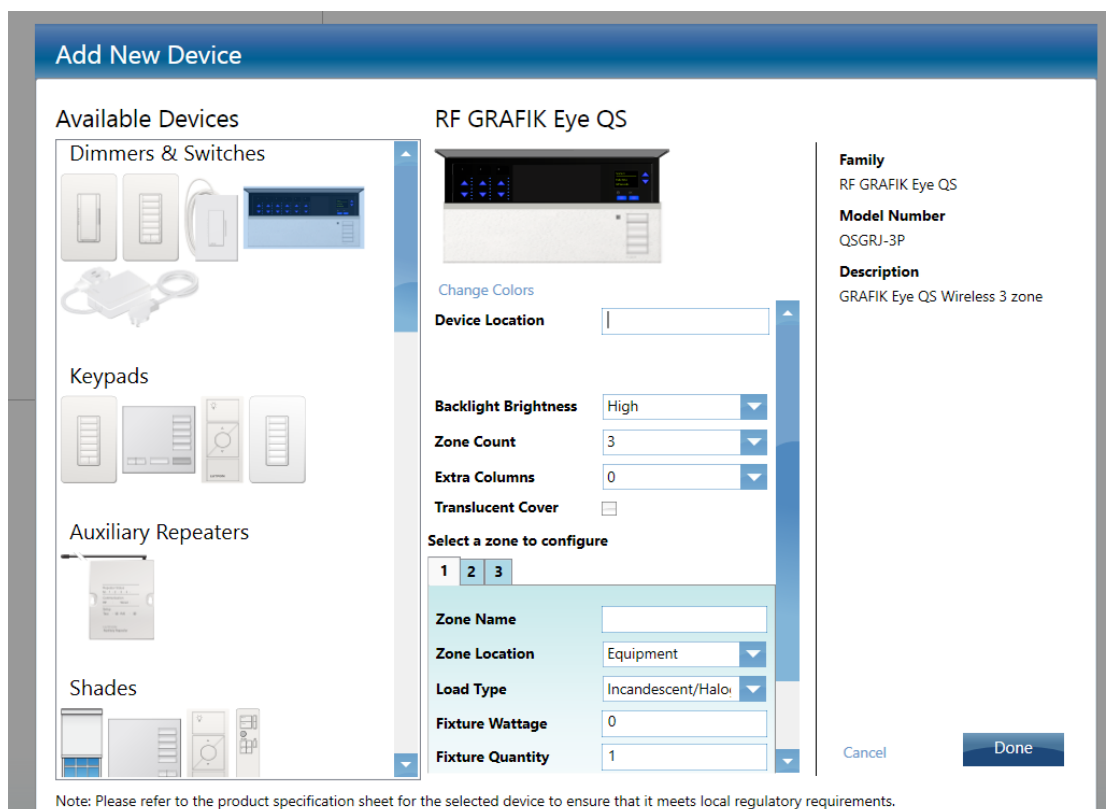 Add New Device
Available Devices
Dimmers & Switches
Keypads
Auxiliary Repeaters
Shades
RF GRAFIK Eye QS
Change Colors
Device Location
Backlight Brightness High
Zone Count 3
Extra Columns 0
Translucent Cover
Select a zone to configure
1 2 3
Zone Name
Zone Location Equipment
Load Type Incandescent/Halo
Fixture Wattage 0
Fixture Quantity 1
Family
RF GRAFIK Eye QS
Model Number
QSGRJ-3P
Description
GRAFIK Eye QS Wireless 3 zone
Cancel Done
Note: Please refer to the product specification sheet for the selected device to ensure that it meets local regulatory requirements.